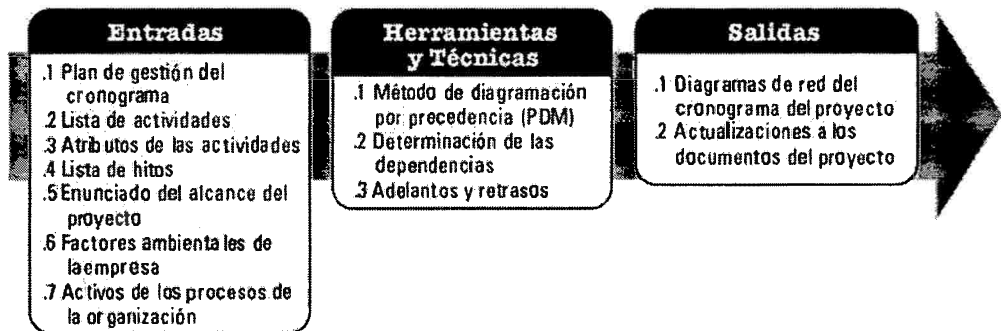 Entradas
.1 Plan de gestión del
cronograma
.2 Lista de actividades
.3 Atributos de las actividades
.4 Lista de hitos
.5 Enunciado del alcance del
proyecto
.6 Factores ambientales de
la empresa
.7 Activos de los procesos de
la organización
Herramientas
y Técnicas
.1 Método de diagramación
por precedencia (PDM)
.2 Determinación de las
dependencias
.3 Adelantos y retrasos
Salidas
.1 Diagramas de red del
cronograma del proyecto
.2 Actualizaciones a los
documentos del proyecto